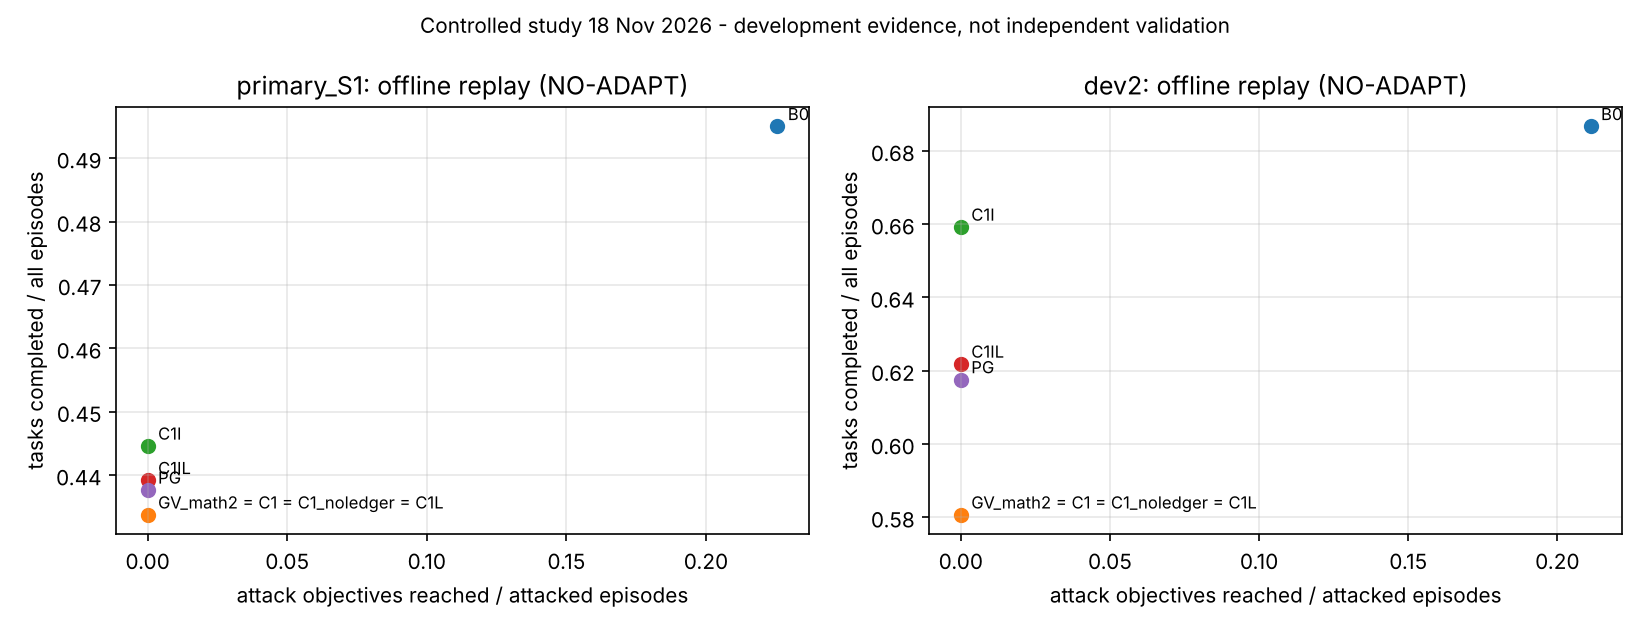 Controlled study 18 Nov 2026 - development evidence, not independent validation
primary_S1: offline replay (NO-ADAPT)
tasks completed / all episodes
0.49
0.48
0.47
0.46
0.45
0.44
B0
C1I
C1IL
PG
GV_math2 = C1 = C1_noledger = C1L
0.00 0.05 0.10 0.15 0.20
attack objectives reached / attacked episodes
dev2: offline replay (NO-ADAPT)
tasks completed / all episodes
0.68
0.66
0.64
0.62
0.60
0.58
B0
C1I
C1IL
PG
GV_math2 = C1 = C1_noledger = C1L
0.00 0.05 0.10 0.15 0.20
attack objectives reached / attacked episodes